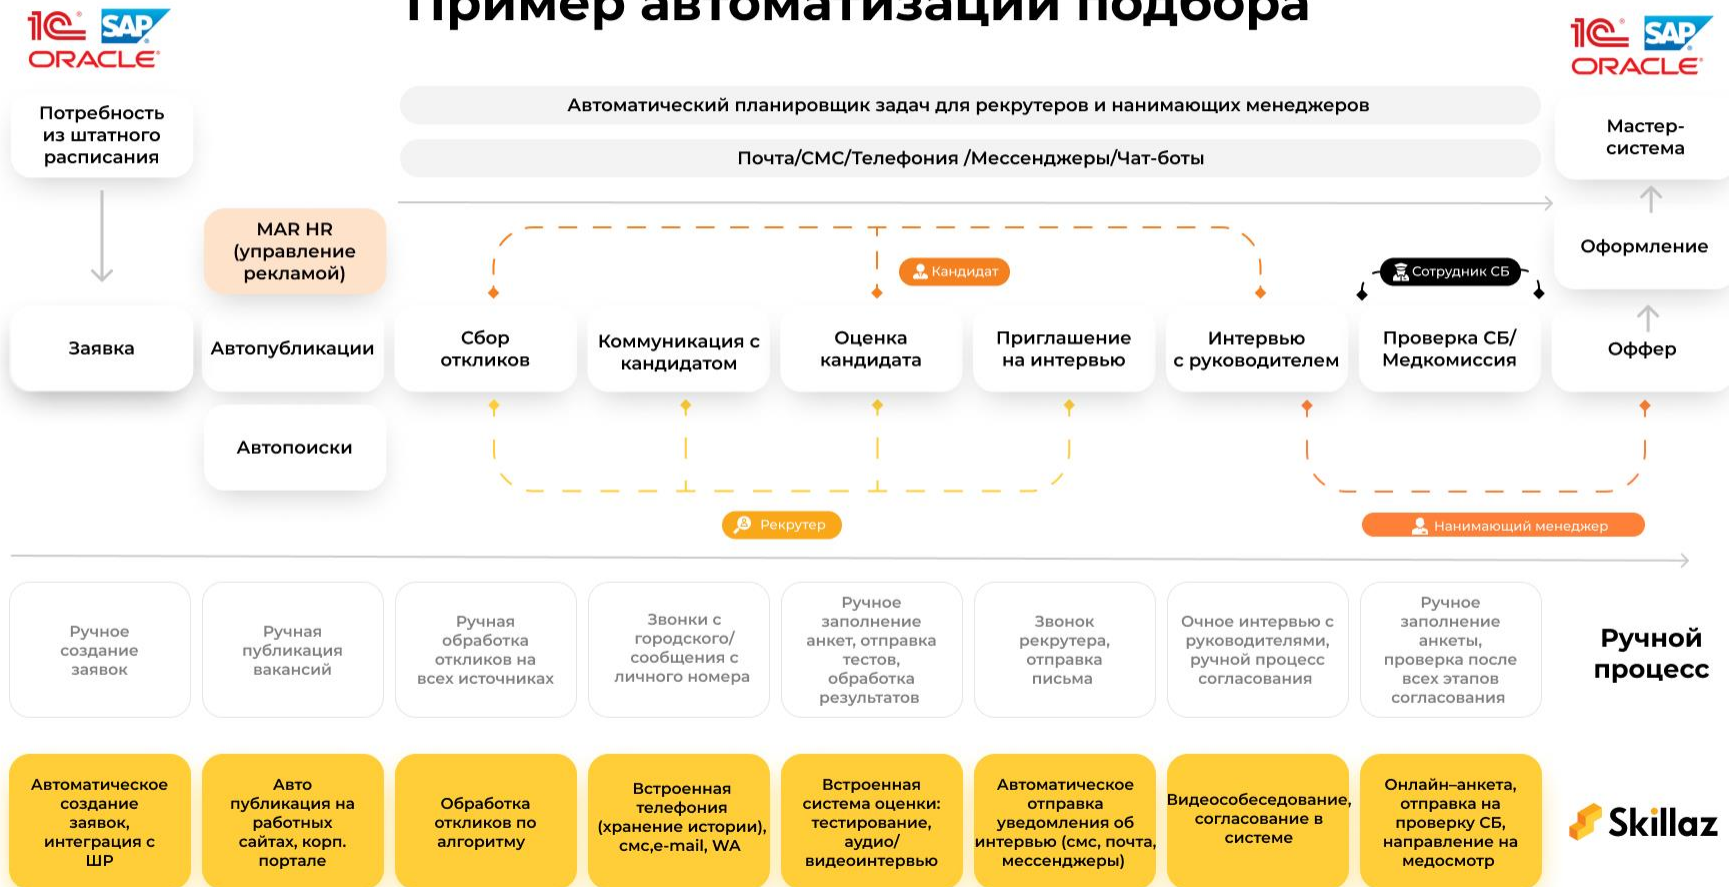 Пример автоматизации подбора
1С SAP
ORACLE
1С SAP
ORACLE
Потребность
из штатного
расписания
Автоматический планировщик задач для рекрутеров и нанимающих менеджеров
Почта/СМС/Телефония /Мессенджеры/Чат-боты
Мастер-
система
MAR HR
(управление
рекламой)
Кандидат
Сотрудник СБ
Оформление
Заявка
Автопубликации
Сбор
откликов
Коммуникация с
кандидатом
Оценка
кандидата
Приглашение
на интервью
Интервью
с руководителем
Проверка СБ/
Медкомиссия
Оффер
Автопоиски
Рекрутер
Нанимающий менеджер
Ручное
создание
заявок
Ручная
публикация
вакансий
Ручная
обработка
откликов на
всех источниках
Звонки с
городского/
сообщения с
личного номера
Ручное
заполнение
анкет, отправка
тестов,
обработка
результатов
Звонок
рекрутера,
отправка
письма
Очное интервью с
руководителями,
ручной процесс
согласования
Ручное
заполнение
анкеты,
проверка после
всех этапов
согласования
Ручной
процесс
Автоматическое
создание
заявок,
интеграция с
ШР
Авто
публикация на
работных
сайтах, корп.
портале
Обработка
откликов по
алгоритму
Встроенная
телефония
(хранение истории),
смс,e-mail, WA
Встроенная
система оценки:
тестирование,
аудио/
видеоинтервью
Автоматическое
отправка
уведомления об
интервью (смс, почта,
мессенджеры)
Видеособеседование,
согласование в
системе
Онлайн–анкета,
отправка на
проверку СБ,
направление на
медосмотр
Skillaz